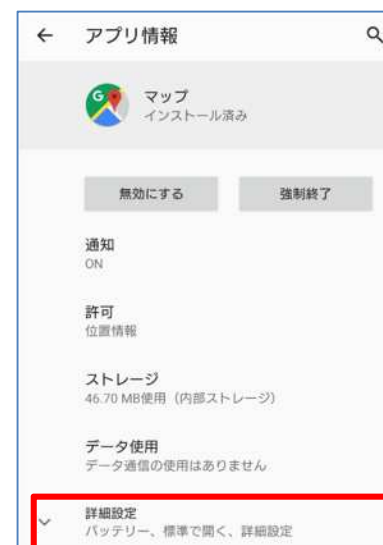 アプリ情報
マップ
インストール済み
無効にする
強制終了
通知
ON
許可
位置情報
ストレージ
46.70 MB使用（内部ストレージ）
データ使用
データ通信の使用はありません
詳細設定
バッテリー、標準で開く、詳細設定